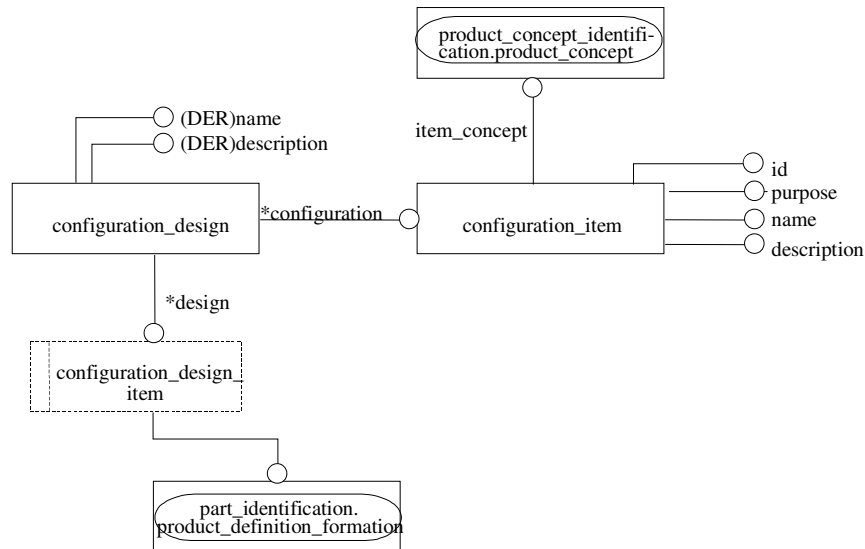 product_concept_identifi-
cation.product_concept
(DER)name
(DER)description
item_concept
id
purpose
name
description
configuration_design
*configuration
configuration_item
*design
configuration_design_
item
part_identification.
product_definition_formation